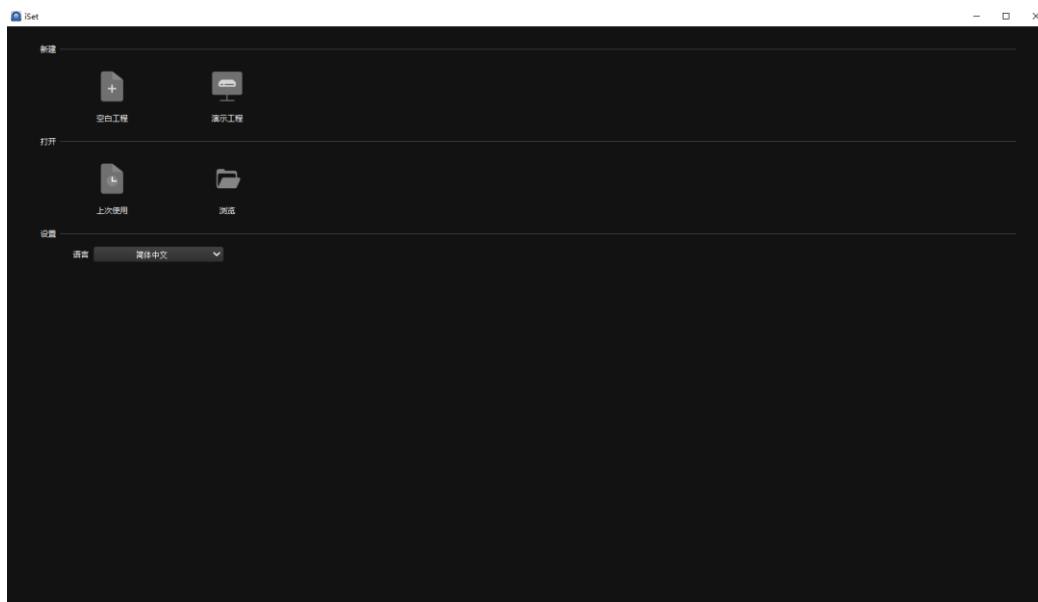 iSet
新建
空白工程 演示工程
打开
上次使用 浏览
设置
语言 简体中文